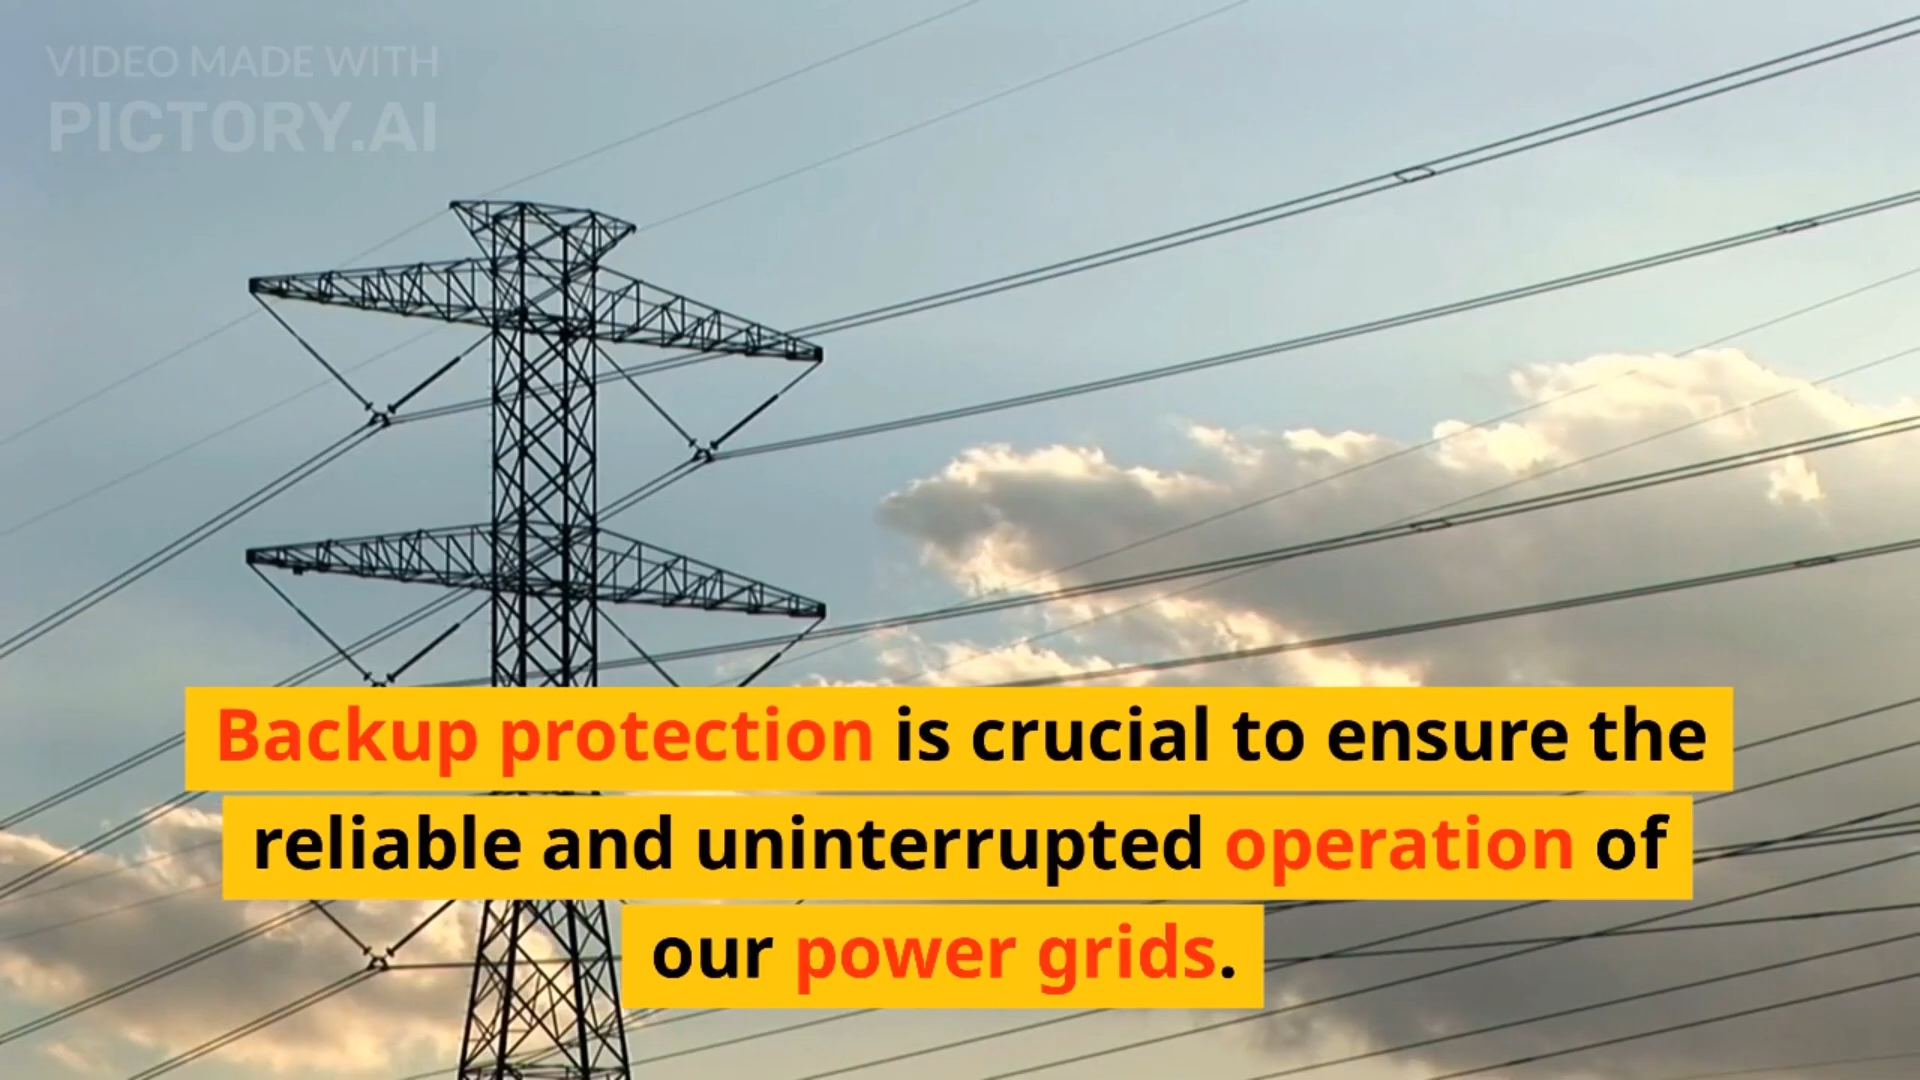 VIDEO MADE WITH
PICTORY.AI
Backup protection is crucial to ensure the
reliable and uninterrupted operation of
our power grids.